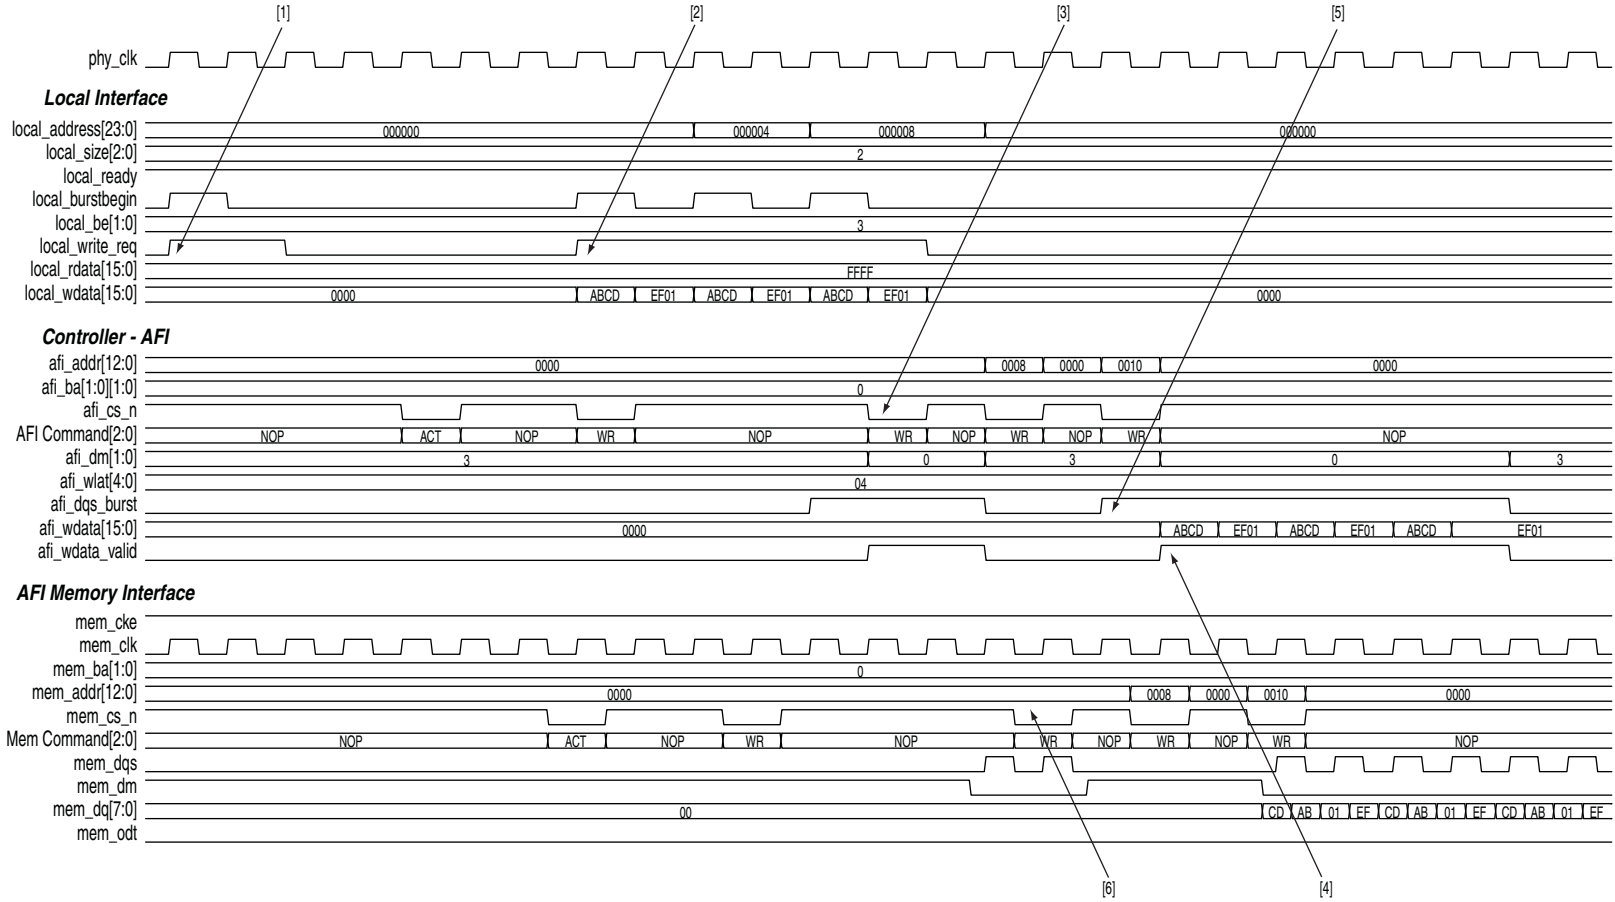 [1] [2] [3] [5]
phy_clk
Local Interface
local_address[23:0] 000000 000004 000008 000000
local_size[2:0] 2
local_ready
local_burstbegin
local_be[1:0] 3
local_write_req
local_rdata[15:0] FFFF
local_wdata[15:0] 0000 ABCD EF01 ABCD EF01 ABCD EF01 0000
Controller - AFI
afi_addr[12:0] 0000 0008 0000 0010 0000
afi_ba[1:0][1:0] 0
afi_cs_n
AFI Command[2:0] NOP ACT NOP WR NOP WR NOP WR NOP WR NOP
afi_dm[1:0] 3 0 3 0 3
afi_wlat[4:0] 04
afi_dqs_burst
afi_wdata[15:0] 0000 ABCD EF01 ABCD EF01 ABCD EF01
afi_wdata_valid
AFI Memory Interface
mem_cke
mem_clk
mem_ba[1:0] 0
mem_addr[12:0] 0000 0008 0000 0010 0000
mem_cs_n
Mem Command[2:0] NOP ACT NOP WR NOP WR NOP WR NOP WR NOP
mem_dqs
mem_dm
mem_dq[7:0] 00 CD AB 01 EF CD AB 01 EF CD AB 01 EF
mem_odt
[6] [4]